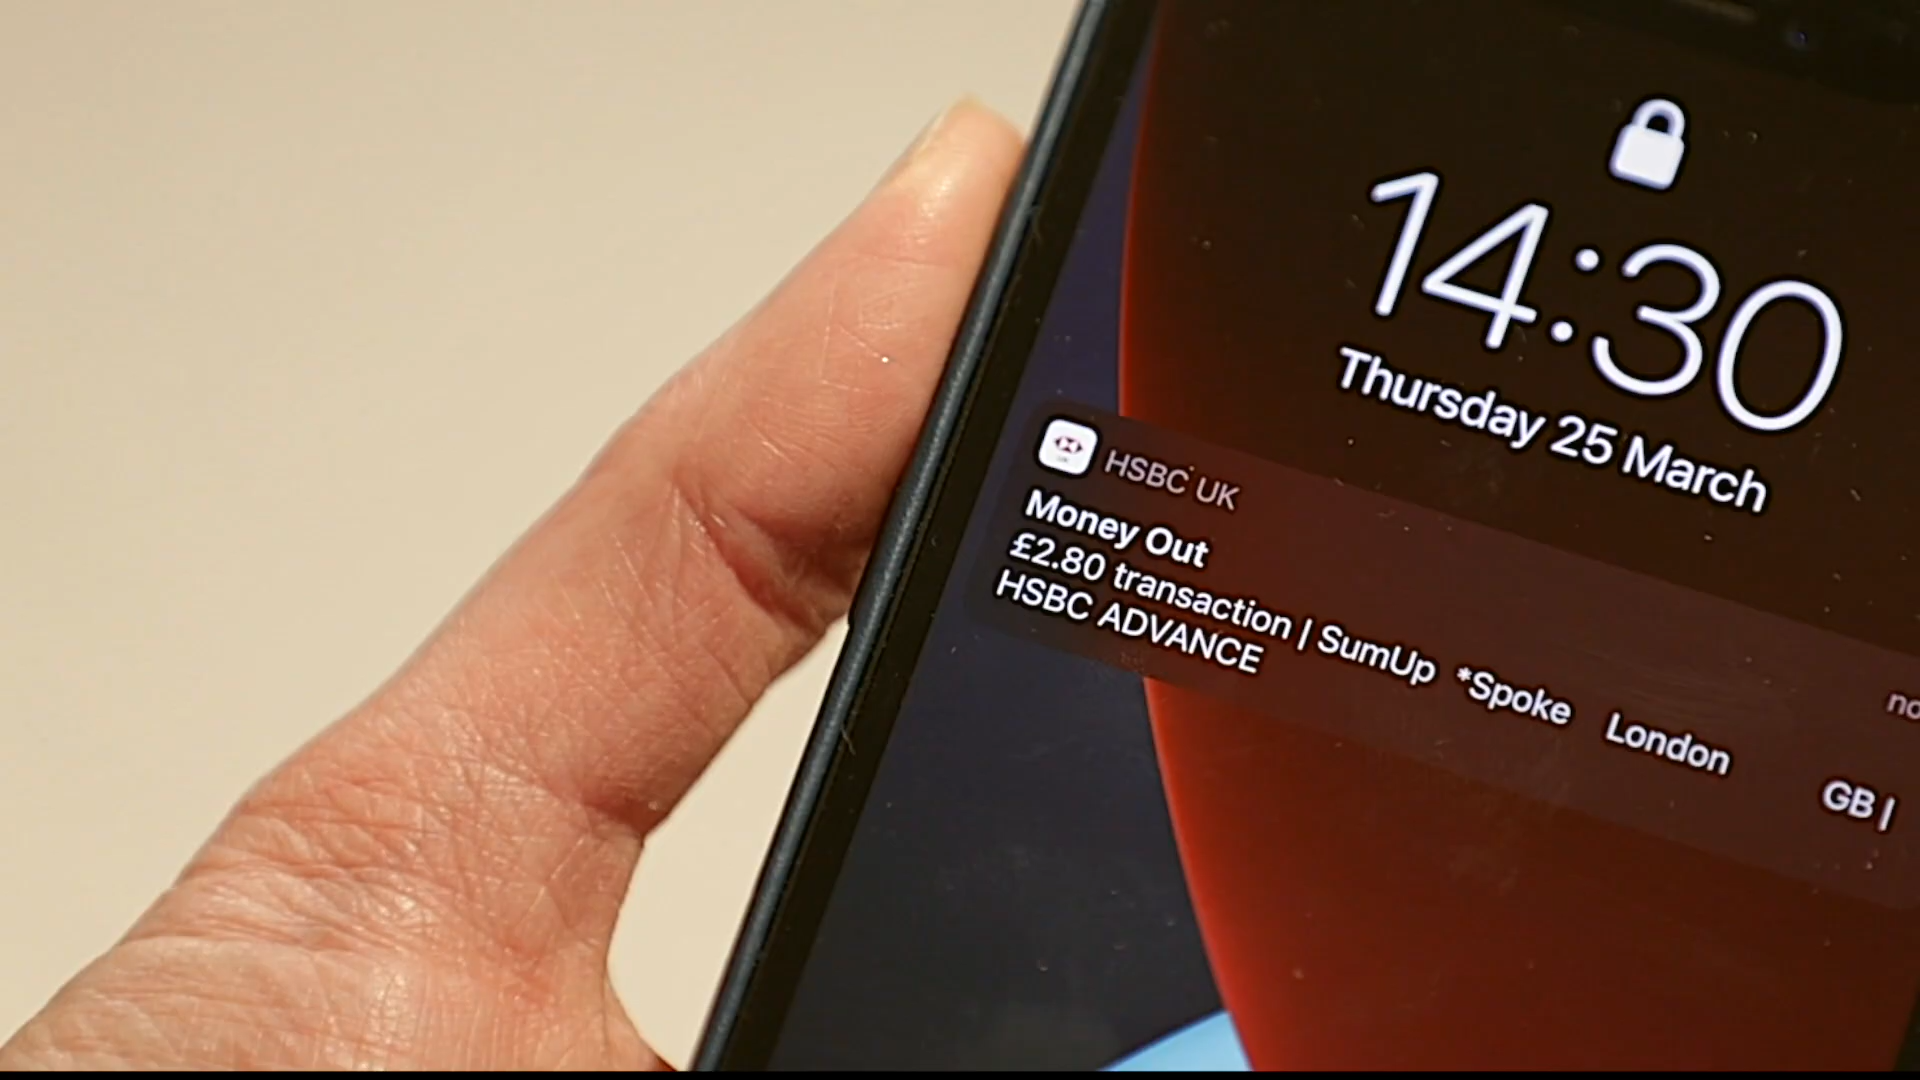 14:30
Thursday 25 March
HSBC UK
Money Out
£2.80 transaction | SumUp *Spoke London GB |
HSBC ADVANCE